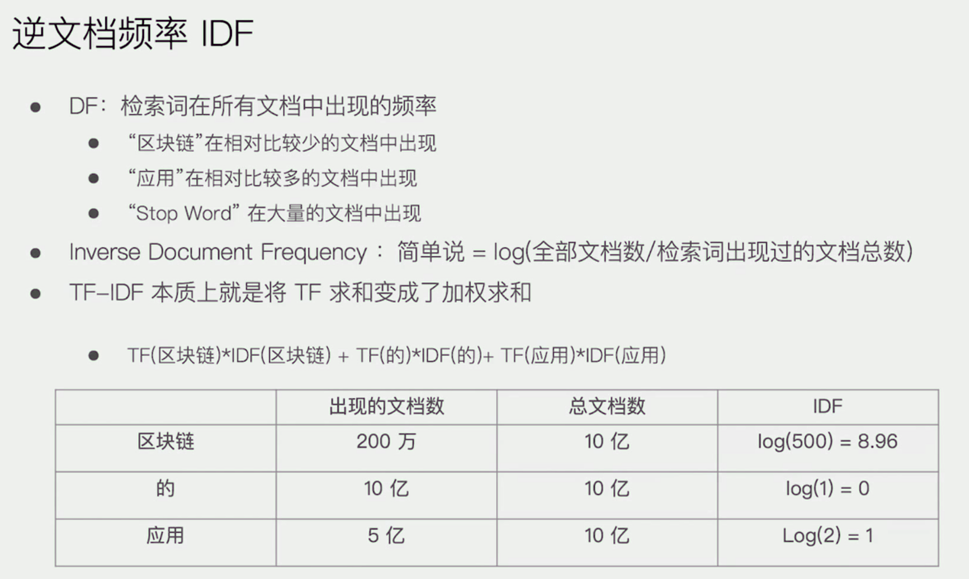 逆文档频率 IDF
● DF：检索词在所有文档中出现的频率
● “区块链”在相对比较少的文档中出现
● “应用”在相对比较多的文档中出现
● “Stop Word” 在大量的文档中出现
● Inverse Document Frequency ：简单说 = log(全部文档数/检索词出现过的文档总数)
● TF–IDF 本质上就是将 TF 求和变成了加权求和
● TF(区块链)*IDF(区块链) + TF(的)*IDF(的)+ TF(应用)*IDF(应用)
出现的文档数 总文档数 IDF
区块链 200 万 10 亿 log(500) = 8.96
的 10 亿 10 亿 log(1) = 0
应用 5 亿 10 亿 Log(2) = 1